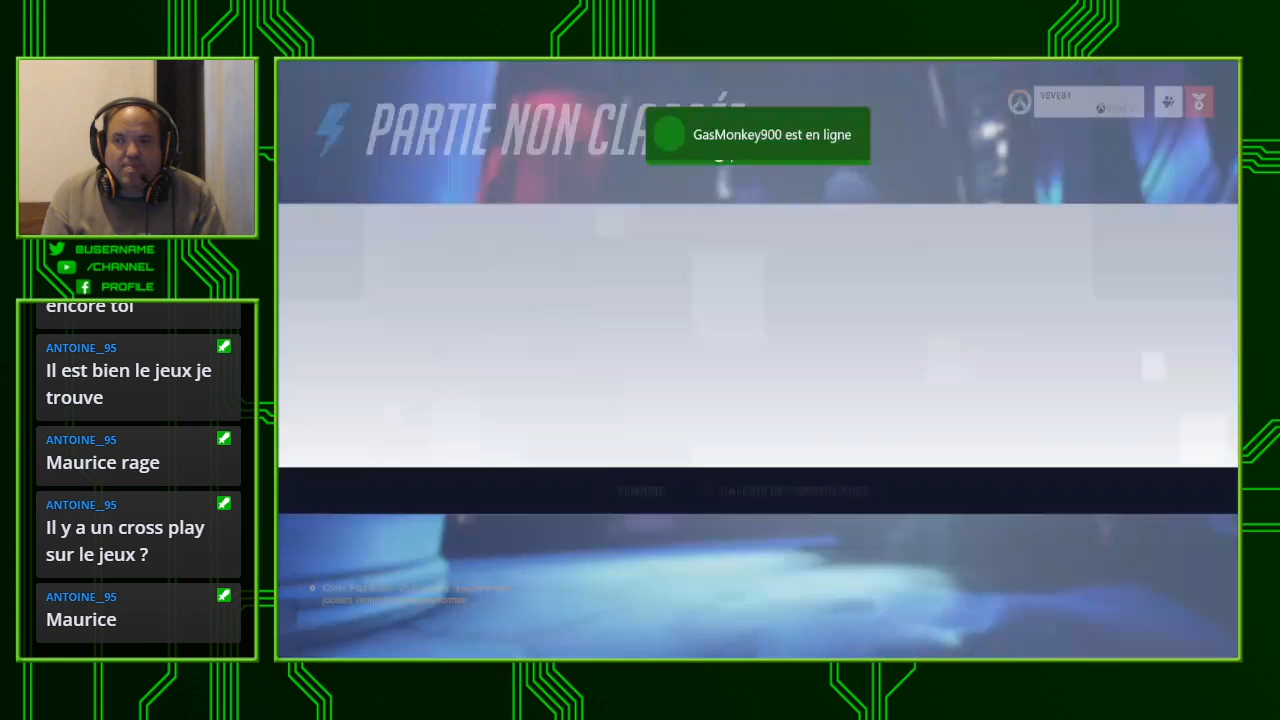 PARTIE NON
GasMonkey900 est en ligne
@USERNAME
/CHANNEL
PROFILE
encore toi
ANTOINE_95
Il est bien le jeux je
trouve
ANTOINE_95
Maurice rage
ANTOINE_95
Il y a un cross play
sur le jeux ?
ANTOINE_95
Maurice